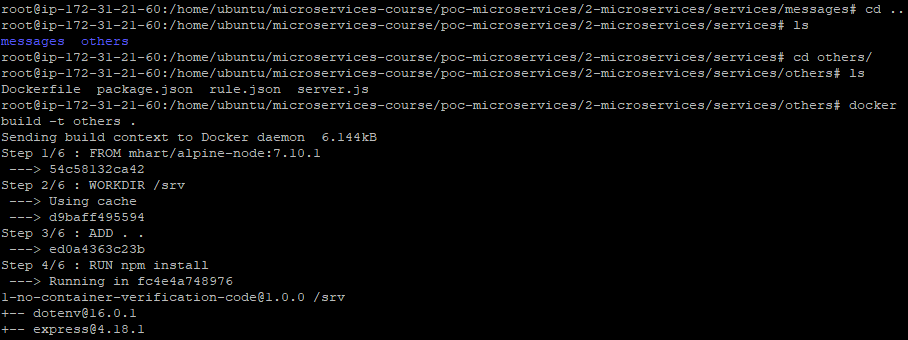 root@ip-172-31-21-60:/home/ubuntu/microservices-course/poc-microservices/2-microservices/services/messages# cd ..
root@ip-172-31-21-60:/home/ubuntu/microservices-course/poc-microservices/2-microservices/services# ls
messages  others
root@ip-172-31-21-60:/home/ubuntu/microservices-course/poc-microservices/2-microservices/services# cd others/
root@ip-172-31-21-60:/home/ubuntu/microservices-course/poc-microservices/2-microservices/services/others# ls
Dockerfile  package.json  rule.json  server.js
root@ip-172-31-21-60:/home/ubuntu/microservices-course/poc-microservices/2-microservices/services/others# docker
build -t others .
Sending build context to Docker daemon  6.144kB
Step 1/6 : FROM mhart/alpine-node:7.10.1
 ---> 54c58132ca42
Step 2/6 : WORKDIR /srv
 ---> Using cache
 ---> d9baff495594
Step 3/6 : ADD . .
 ---> ed0a4363c23b
Step 4/6 : RUN npm install
 ---> Running in fc4e4a748976
1-no-container-verification-code@1.0.0 /srv
+-- dotenv@16.0.1
+-- express@4.18.1